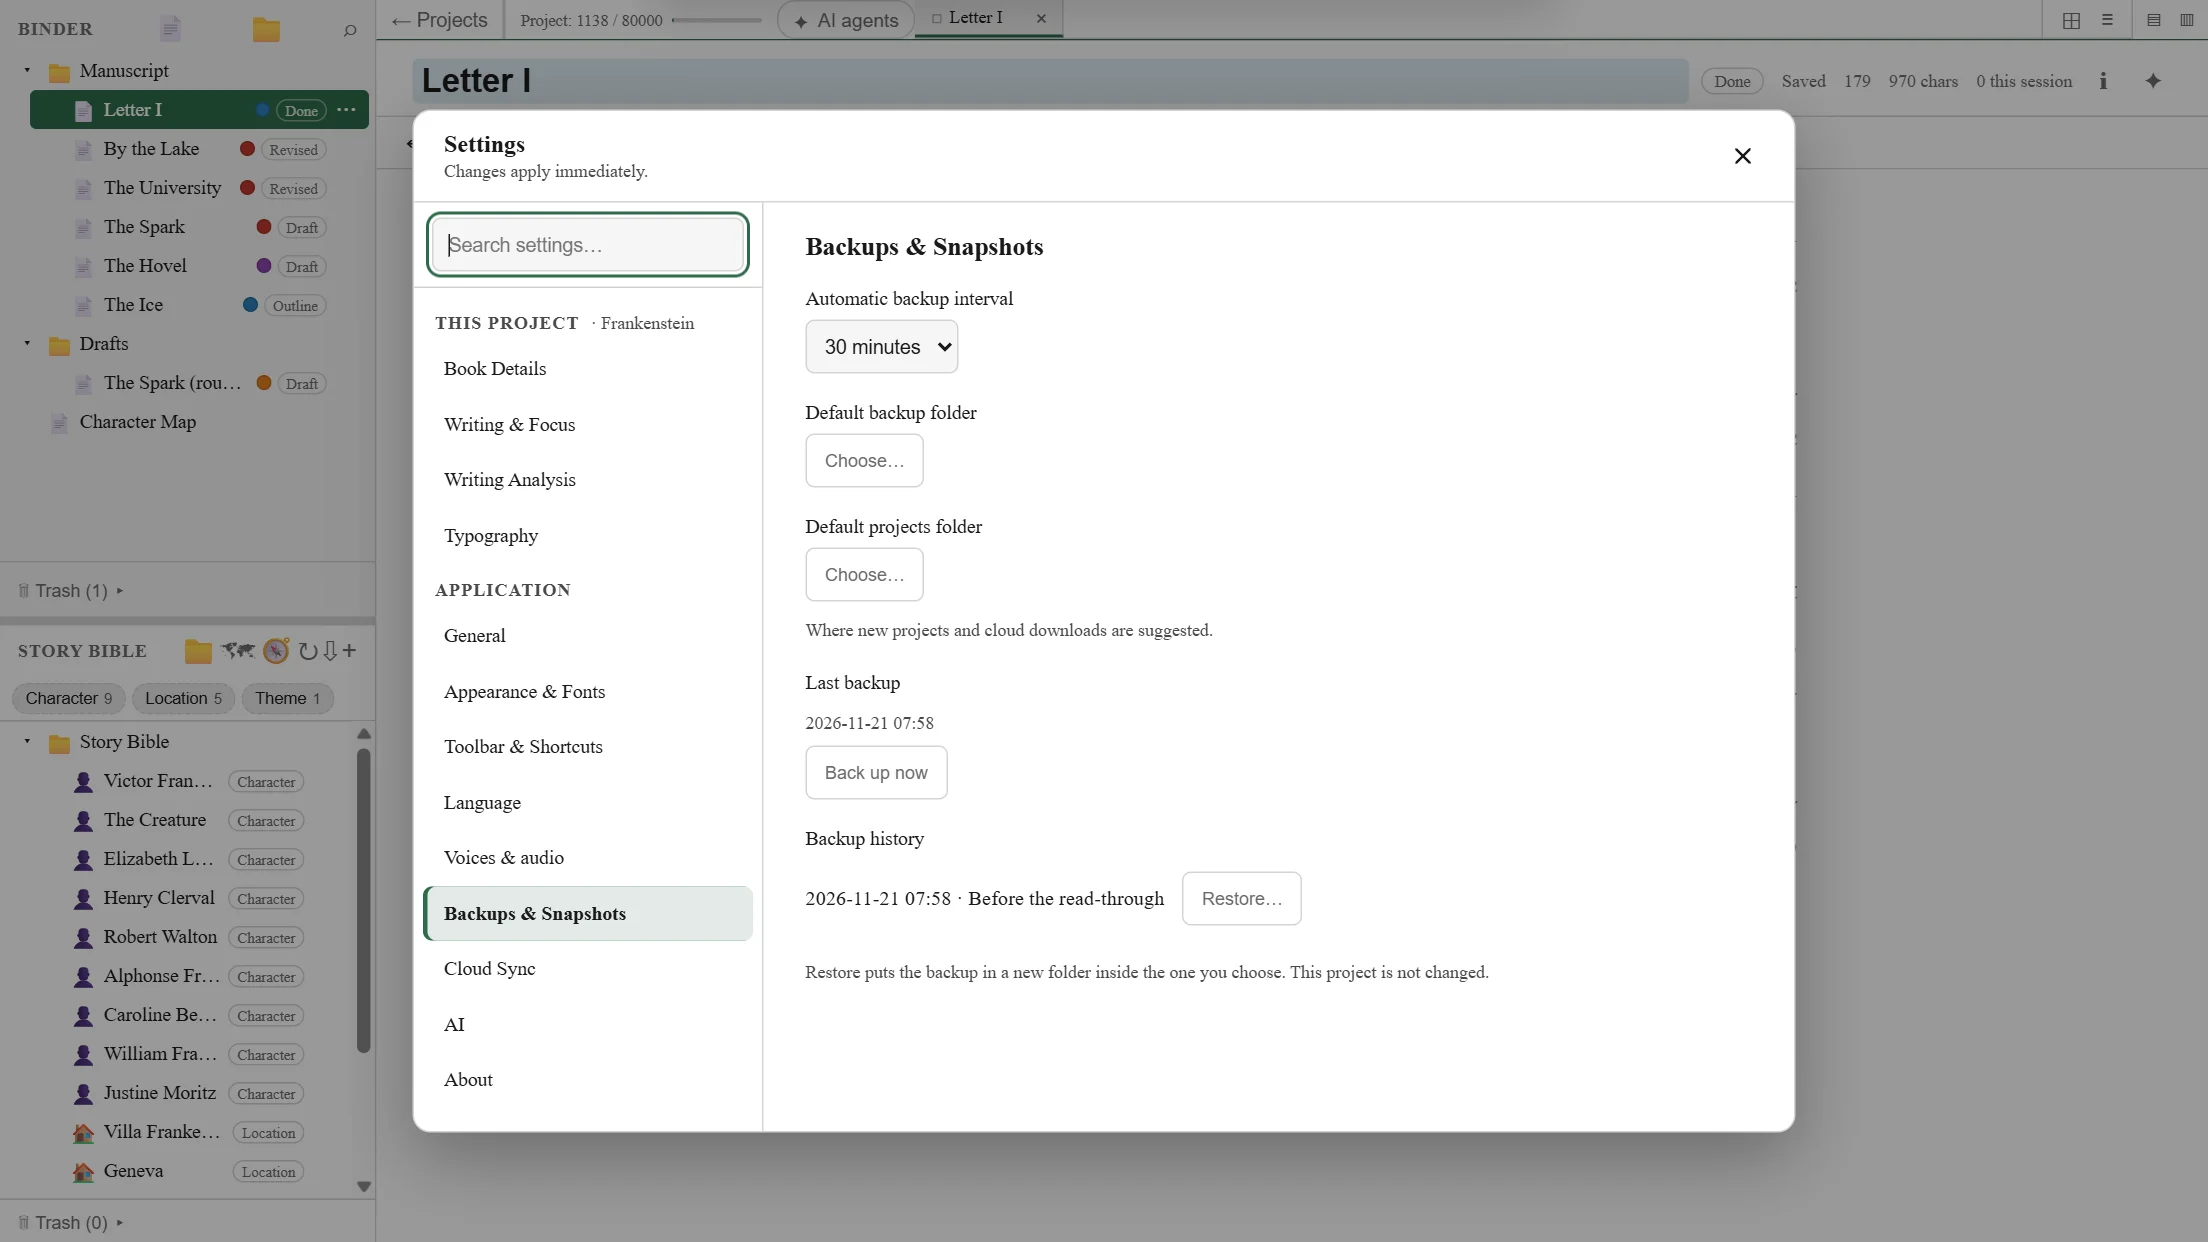 BINDER
Manuscript
Letter I Done
By the Lake Revised
The University Revised
The Spark Draft
The Hovel Draft
The Ice Outline
Drafts
The Spark (rou… Draft
Character Map
Trash (1)
STORY BIBLE
Character 9 Location 5 Theme 1
Story Bible
Victor Fran… Character
The Creature Character
Elizabeth L… Character
Henry Clerval Character
Robert Walton Character
Alphonse Fr… Character
Caroline Be… Character
William Fra… Character
Justine Moritz Character
Villa Franke… Location
Geneva Location
Trash (0)
← Projects Project: 1138 / 80000 AI agents Letter I
Letter I Done Saved 179 970 chars 0 this session
Settings
Changes apply immediately.
Search settings…
THIS PROJECT · Frankenstein
Book Details
Writing & Focus
Writing Analysis
Typography
APPLICATION
General
Appearance & Fonts
Toolbar & Shortcuts
Language
Voices & audio
Backups & Snapshots
Cloud Sync
AI
About
Backups & Snapshots
Automatic backup interval
30 minutes
Default backup folder
Choose…
Default projects folder
Choose…
Where new projects and cloud downloads are suggested.
Last backup
2026-11-21 07:58
Back up now
Backup history
2026-11-21 07:58 · Before the read-through Restore…
Restore puts the backup in a new folder inside the one you choose. This project is not changed.